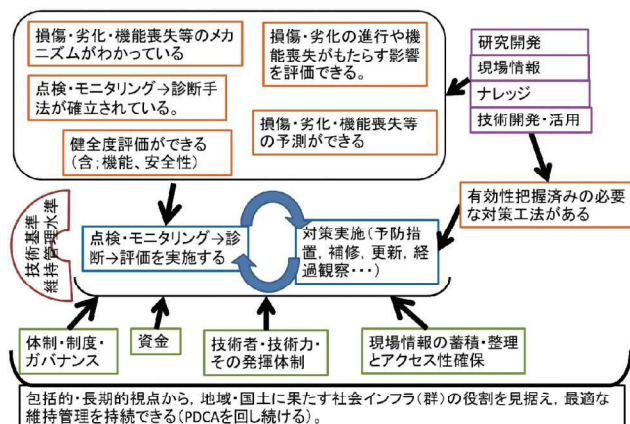 損傷・劣化・機能喪失等のメカ
ニズムがわかっている
損傷・劣化の進行や機
能喪失がもたらす影響
を評価できる。
点検・モニタリング→診断手
法が確立されている。
健全度評価ができる
(含;機能、安全性)
損傷・劣化・機能喪失等
の予測ができる
研究開発
現場情報
ナレッジ
技術開発・活用
有効性把握済みの必要
な対策工法がある
技術基準
維持管理水準
点検・モニタリング→診
断→評価を実施する
対策実施(予防措
置, 補修, 更新, 経
過観察・・・)
体制・制度・
ガバナンス
資金
技術者・技術力・
その発揮体制
現場情報の蓄積・整理
とアクセス性確保
包括的・長期的視点から, 地域・国土に果たす社会インフラ(群)の役割を見据え, 最適な
維持管理を持続できる(PDCAを回し続ける)。